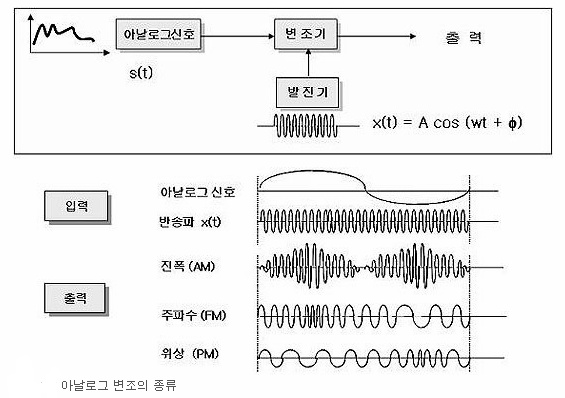 아날로그신호
변 조 기
출 력
s(t)
발 진 기
x(t) = A cos (wt + ϕ)
입력
아날로그 신호
반송파 x(t)
진폭 (AM)
출력
주파수 (FM)
위상 (PM)
아날로그 변조의 종류